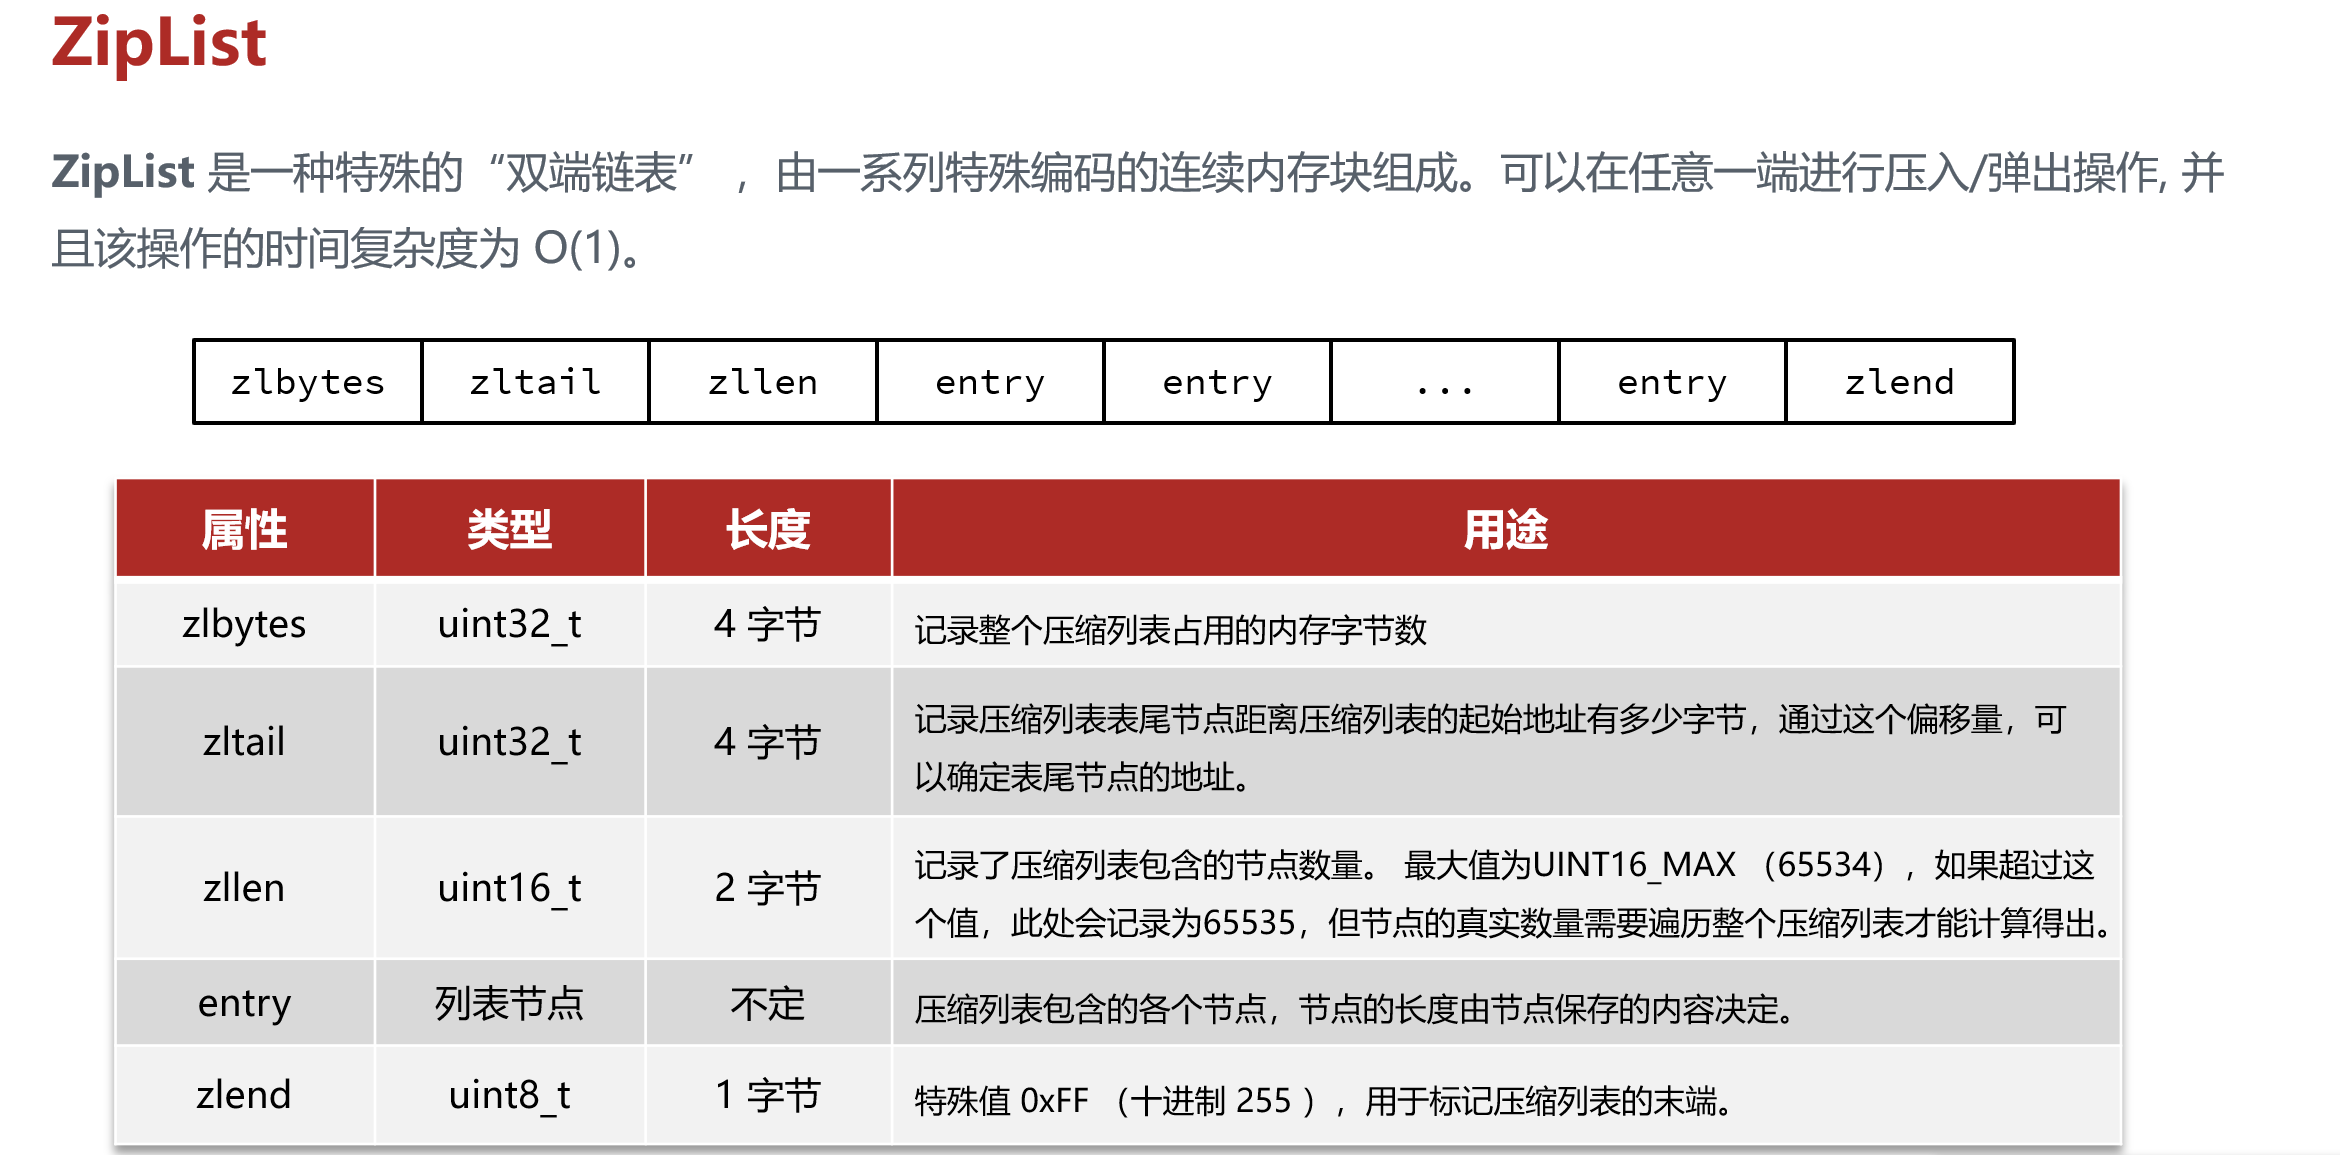 ZipList
ZipList 是一种特殊的“双端链表” ，由一系列特殊编码的连续内存块组成。可以在任意一端进行压入/弹出操作, 并
且该操作的时间复杂度为 O(1)。
zlbytes zltail zllen entry entry ... entry zlend
属性 类型 长度 用途
zlbytes uint32_t 4 字节 记录整个压缩列表占用的内存字节数
zltail uint32_t 4 字节 记录压缩列表表尾节点距离压缩列表的起始地址有多少字节，通过这个偏移量，可
以确定表尾节点的地址。
zllen uint16_t 2 字节 记录了压缩列表包含的节点数量。 最大值为UINT16_MAX （65534），如果超过这
个值，此处会记录为65535，但节点的真实数量需要遍历整个压缩列表才能计算得出。
entry 列表节点 不定 压缩列表包含的各个节点，节点的长度由节点保存的内容决定。
zlend uint8_t 1 字节 特殊值 0xFF （十进制 255 ），用于标记压缩列表的末端。